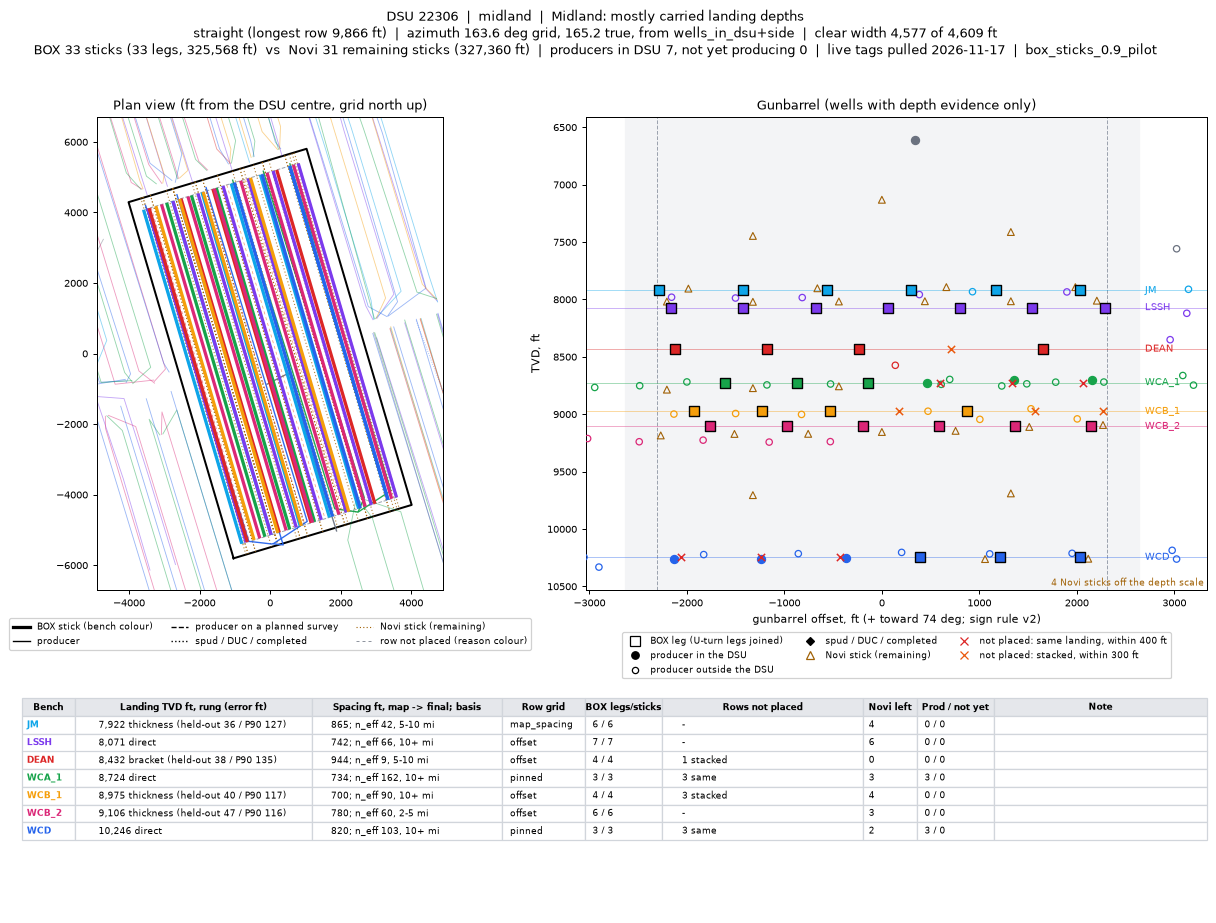 DSU 22306 | midland | Midland: mostly carried landing depths
straight (longest row 9,866 ft) | azimuth 163.6 deg grid, 165.2 true, from wells_in_dsu+side | clear width 4,577 of 4,609 ft
BOX 33 sticks (33 legs, 325,568 ft) vs Novi 31 remaining sticks (327,360 ft) | producers in DSU 7, not yet producing 0 | live tags pulled 2026-11-17 | box_sticks_0.9_pilot
Plan view (ft from the DSU centre, grid north up)
6000
4000
2000
0
−2000
−4000
−6000
−4000 −2000 0 2000 4000
BOX stick (bench colour)
producer
producer on a planned survey
spud / DUC / completed
Novi stick (remaining)
row not placed (reason colour)
Gunbarrel (wells with depth evidence only)
TVD, ft
6500
7000
7500
8000
8500
9000
9500
10000
10500
JM
LSSH
DEAN
WCA_1
WCB_1
WCB_2
WCD
4 Novi sticks off the depth scale
−3000 −2000 −1000 0 1000 2000 3000
gunbarrel offset, ft (+ toward 74 deg; sign rule v2)
BOX leg (U-turn legs joined)
producer in the DSU
producer outside the DSU
spud / DUC / completed
Novi stick (remaining)
not placed: same landing, within 400 ft
not placed: stacked, within 300 ft
Bench Landing TVD ft, rung (error ft) Spacing ft, map -> final; basis Row grid BOX legs/sticks Rows not placed Novi left Prod / not yet Note
JM 7,922 thickness (held-out 36 / P90 127) 865; n_eff 42, 5-10 mi map_spacing 6 / 6 - 4 0 / 0
LSSH 8,071 direct 742; n_eff 66, 10+ mi offset 7 / 7 - 6 0 / 0
DEAN 8,432 bracket (held-out 38 / P90 135) 944; n_eff 9, 5-10 mi offset 4 / 4 1 stacked 0 0 / 0
WCA_1 8,724 direct 734; n_eff 162, 10+ mi pinned 3 / 3 3 same 3 3 / 0
WCB_1 8,975 thickness (held-out 40 / P90 117) 700; n_eff 90, 10+ mi offset 4 / 4 3 stacked 4 0 / 0
WCB_2 9,106 thickness (held-out 47 / P90 116) 780; n_eff 60, 2-5 mi offset 6 / 6 - 3 0 / 0
WCD 10,246 direct 820; n_eff 103, 10+ mi pinned 3 / 3 3 same 2 3 / 0